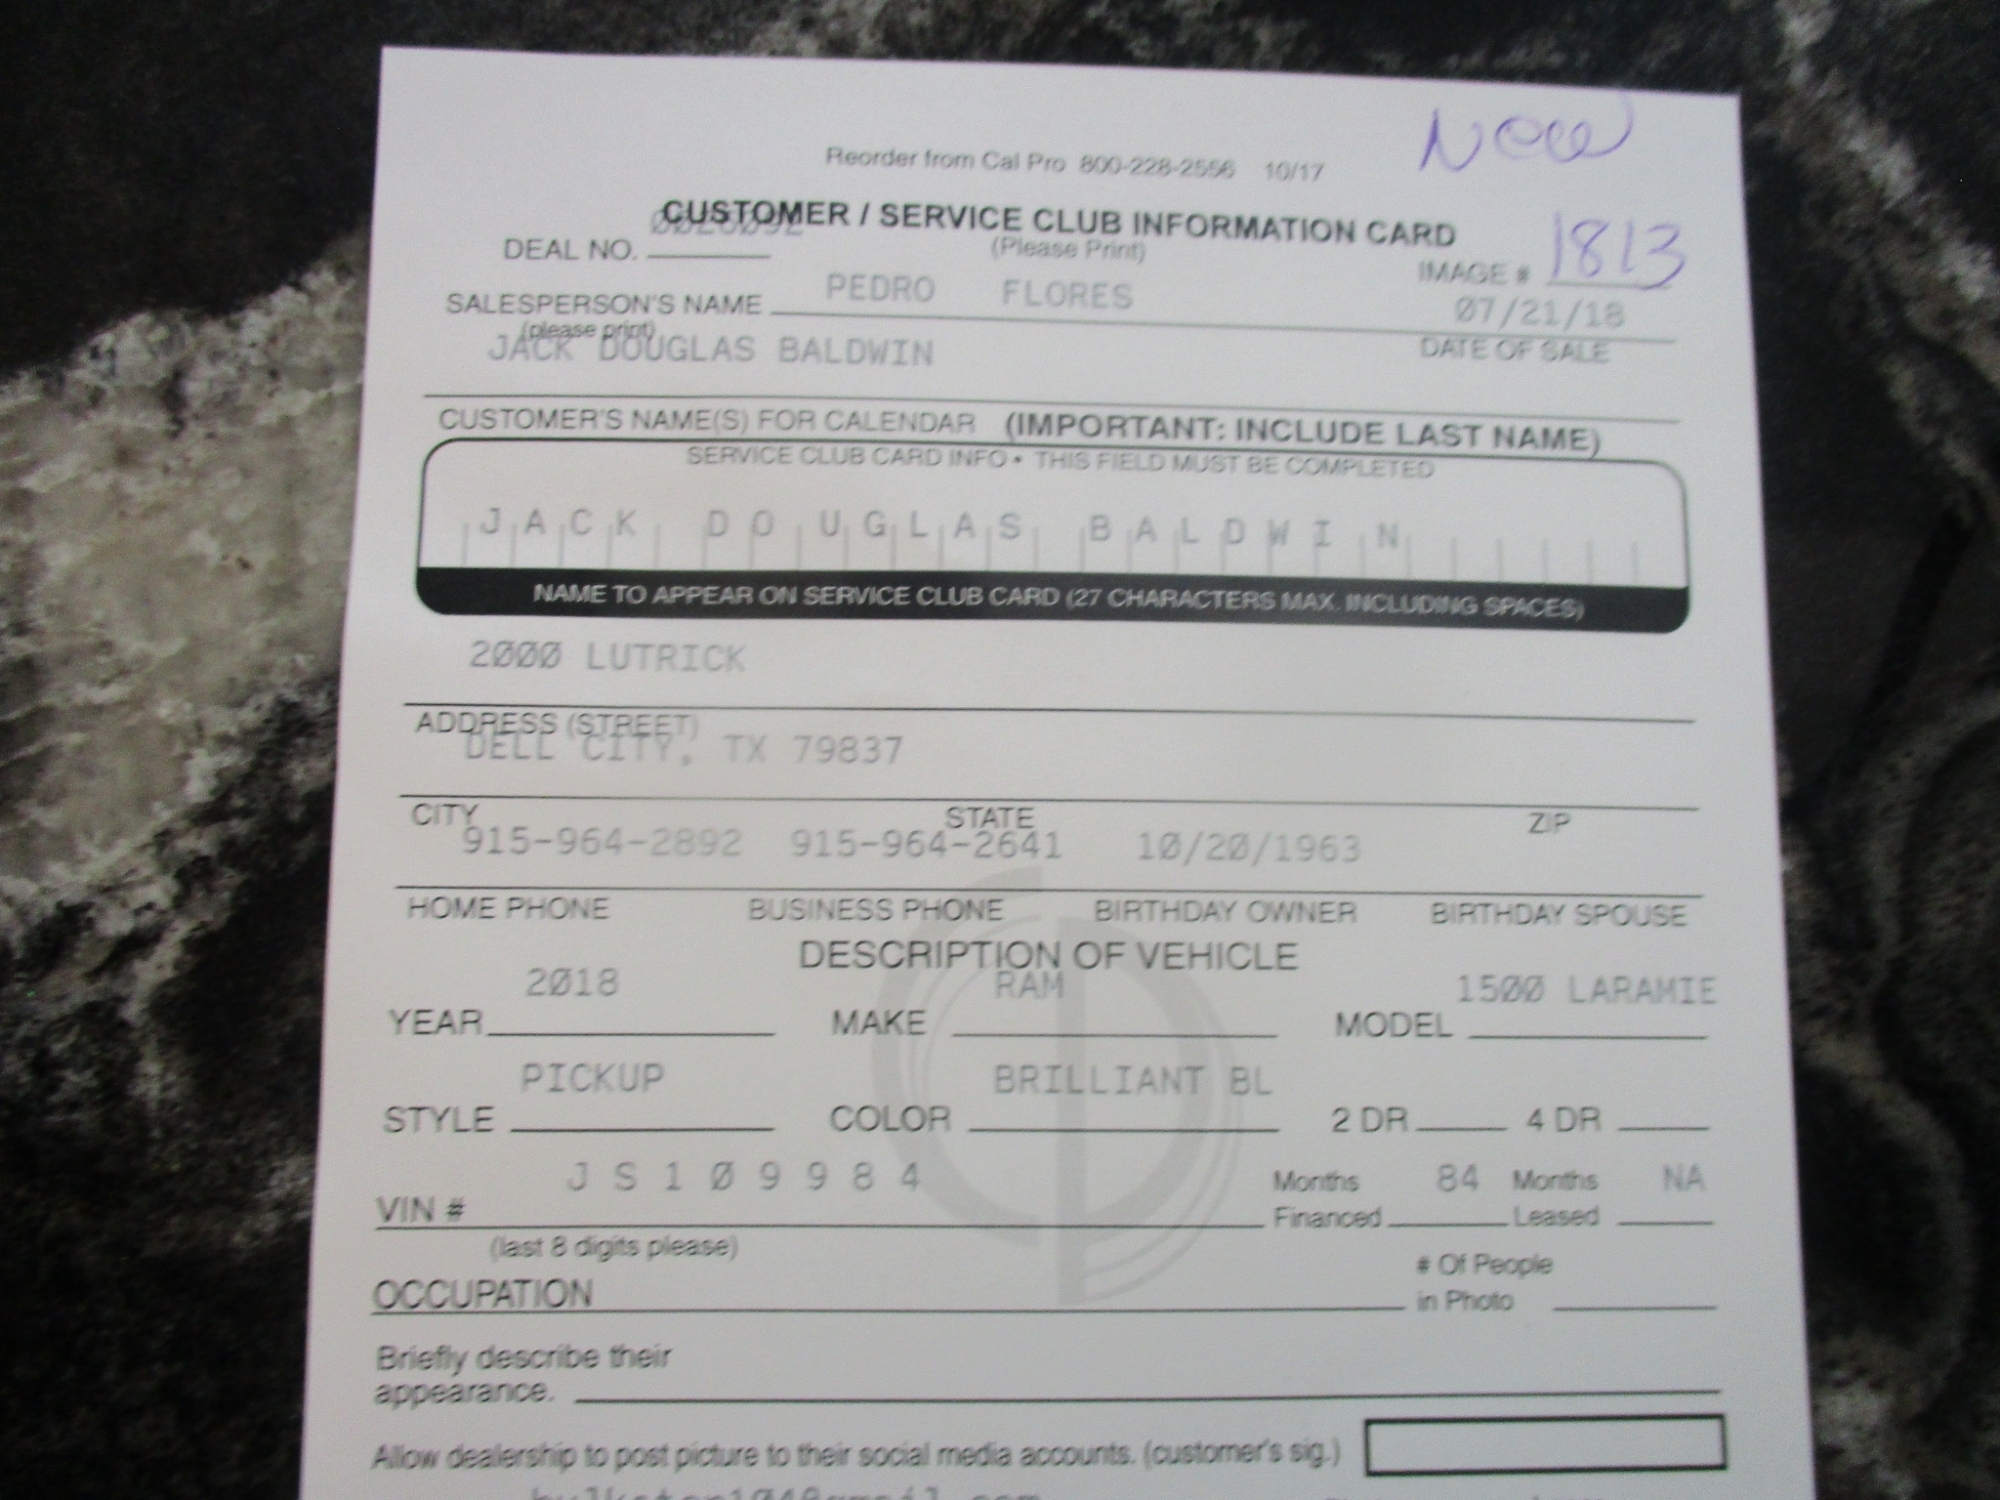 New
Reorder from Cal Pro 800-228-2556 10/17
CUSTOMER / SERVICE CLUB INFORMATION CARD
DEAL NO.
(Please Print)
IMAGE # 1813
SALESPERSON'S NAME PEDRO FLORES
07/21/18
(please print)
DATE OF SALE
JACK DOUGLAS BALDWIN
CUSTOMER'S NAME(S) FOR CALENDAR (IMPORTANT: INCLUDE LAST NAME)
SERVICE CLUB CARD INFO • THIS FIELD MUST BE COMPLETED
JACK DOUGLAS BALDWIN
NAME TO APPEAR ON SERVICE CLUB CARD (27 CHARACTERS MAX. INCLUDING SPACES)
2000 LUTRICK
ADDRESS (STREET)
DELL CITY, TX 79837
CITY STATE ZIP
915-964-2892 915-964-2641 10/20/1963
HOME PHONE BUSINESS PHONE BIRTHDAY OWNER BIRTHDAY SPOUSE
DESCRIPTION OF VEHICLE
2018 RAM 1500 LARAMIE
YEAR MAKE MODEL
PICKUP BRILLIANT BL
STYLE COLOR 2 DR 4 DR
JS109984 Months 84 Months NA
VIN # Financed Leased
(last 8 digits please)
# Of People
OCCUPATION in Photo
Briefly describe their
appearance.
Allow dealership to post picture to their social media accounts. (customer's sig.)